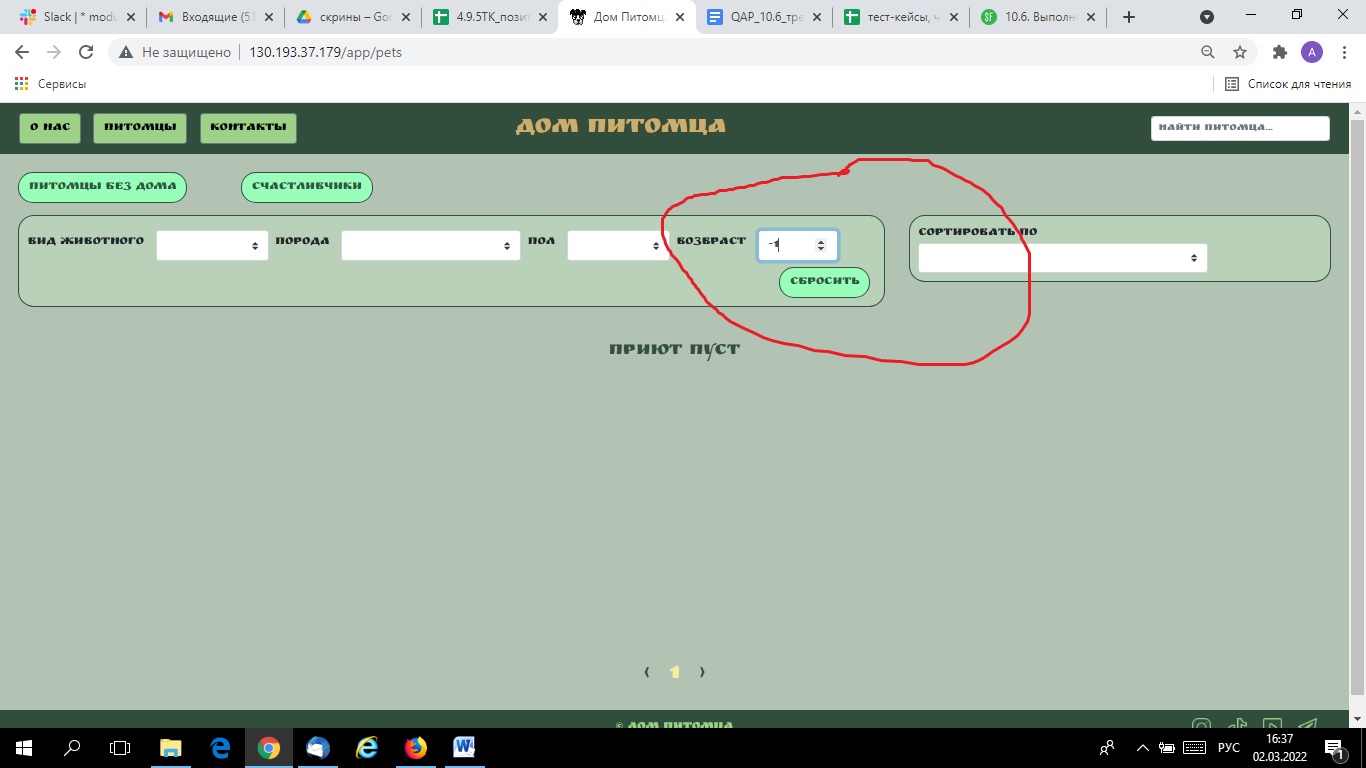 Slack | * modu
Входящие (51
скрины – Goo
4.9.5ТК_позит
Дом Питомц
QAP_10.6_тре
тест-кейсы, ч
SF 10.6. Выполне
Не защищено 130.193.37.179/app/pets
A
Сервисы
Список для чтения
О НАС ПИТОМЦЫ КОНТАКТЫ
ДОМ ПИТОМЦА
НАЙТИ ПИТОМЦА...
ПИТОМЦЫ БЕЗ ДОМА СЧАСТЛИВЧИКИ
ВИД ЖИВОТНОГО ПОРОДА ПОЛ ВОЗВРАСТ -1
СБРОСИТЬ
СОРТИРОВАТЬ ПО
ПРИЮТ ПУСТ
‹ 1 ›
© ДОМ ПИТОМЦА
РУС
16:37
02.03.2022
1